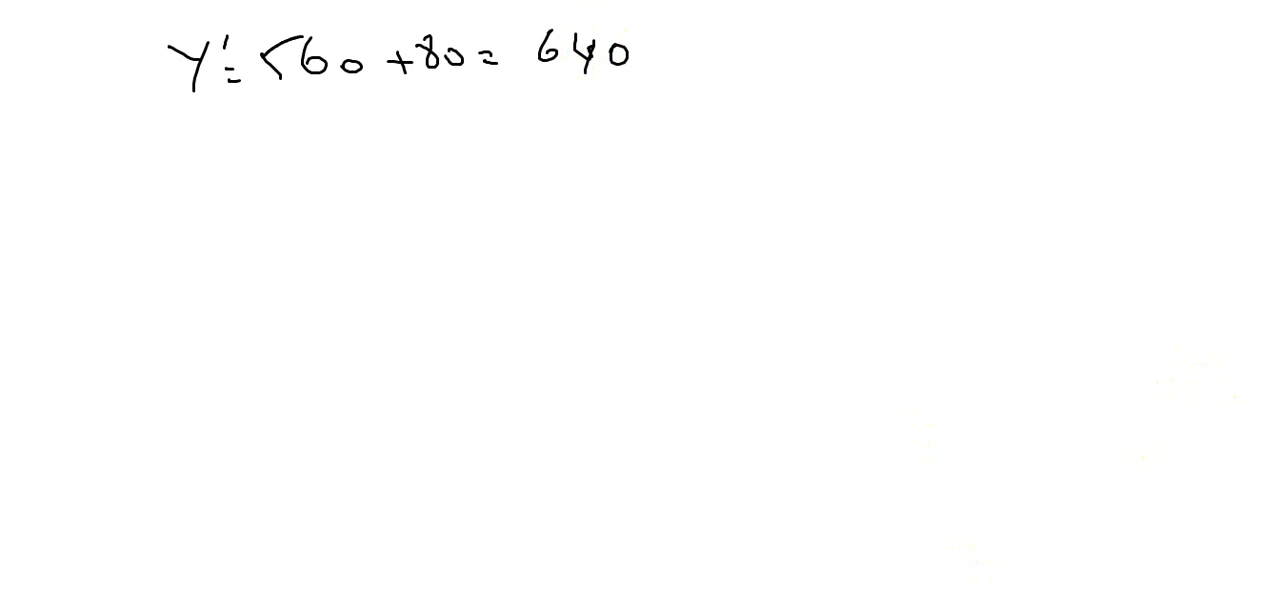 Y' = 560 + 80 = 640